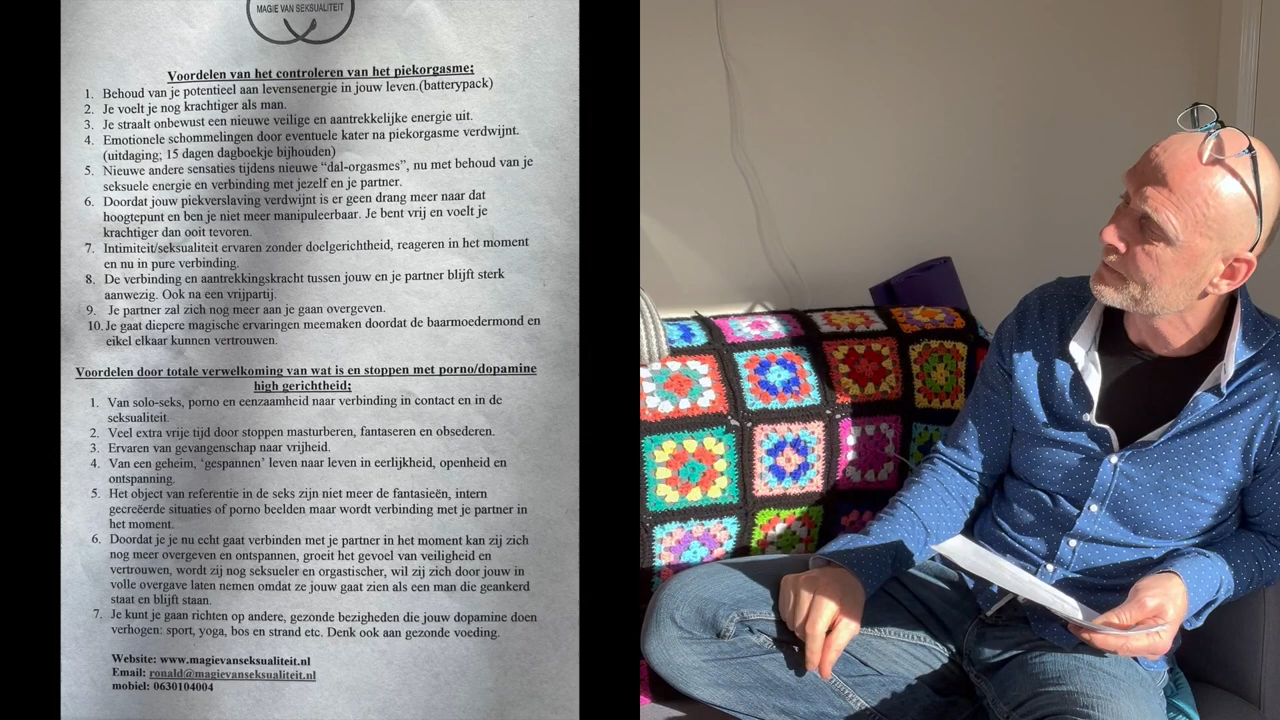 MAGIE VAN SEKSUALITEIT
Voordelen van het controleren van het piekorgasme;
1. Behoud van je potentieel aan levensenergie in jouw leven.(batterypack)
2. Je voelt je nog krachtiger als man.
3. Je straalt onbewust een nieuwe veilige en aantrekkelijke energie uit.
4. Emotionele schommelingen door eventuele kater na piekorgasme verdwijnt.
(uitdaging; 15 dagen dagboekje bijhouden)
5. Nieuwe andere sensaties tijdens nieuwe “dal-orgasmes”, nu met behoud van je
seksuele energie en verbinding met jezelf en je partner.
6. Doordat jouw piekverslaving verdwijnt is er geen drang meer naar dat
hoogtepunt en ben je niet meer manipuleerbaar. Je bent vrij en voelt je
krachtiger dan ooit tevoren.
7. Intimiteit/seksualiteit ervaren zonder doelgerichtheid, reageren in het moment
en nu in pure verbinding.
8. De verbinding en aantrekkingskracht tussen jouw en je partner blijft sterk
aanwezig. Ook na een vrijpartij.
9. Je partner zal zich nog meer aan je gaan overgeven.
10. Je gaat diepere magische ervaringen meemaken doordat de baarmoedermond en
eikel elkaar kunnen vertrouwen.
Voordelen door totale verwelkoming van wat is en stoppen met porno/dopamine
high gerichtheid;
1. Van solo-seks, porno en eenzaamheid naar verbinding in contact en in de
seksualiteit.
2. Veel extra vrije tijd door stoppen masturberen, fantaseren en obsederen.
3. Ervaren van gevangenschap naar vrijheid.
4. Van een geheim, ‘gespannen’ leven naar leven in eerlijkheid, openheid en
ontspanning.
5. Het object van referentie in de seks zijn niet meer de fantasieën, intern
gecreëerde situaties of porno beelden maar wordt verbinding met je partner in
het moment.
6. Doordat je je nu echt gaat verbinden met je partner in het moment kan zij zich
nog meer overgeven en ontspannen, groeit het gevoel van veiligheid en
vertrouwen, wordt zij nog seksueler en orgastischer, wil zij zich door jouw in
volle overgave laten nemen omdat ze jouw gaat zien als een man die geankerd
staat en blijft staan.
7. Je kunt je gaan richten op andere, gezonde bezigheden die jouw dopamine doen
verhogen: sport, yoga, bos en strand etc. Denk ook aan gezonde voeding.
Website: www.magievanseksualiteit.nl
Email: ronald@magievanseksualiteit.nl
mobiel: 0630104004